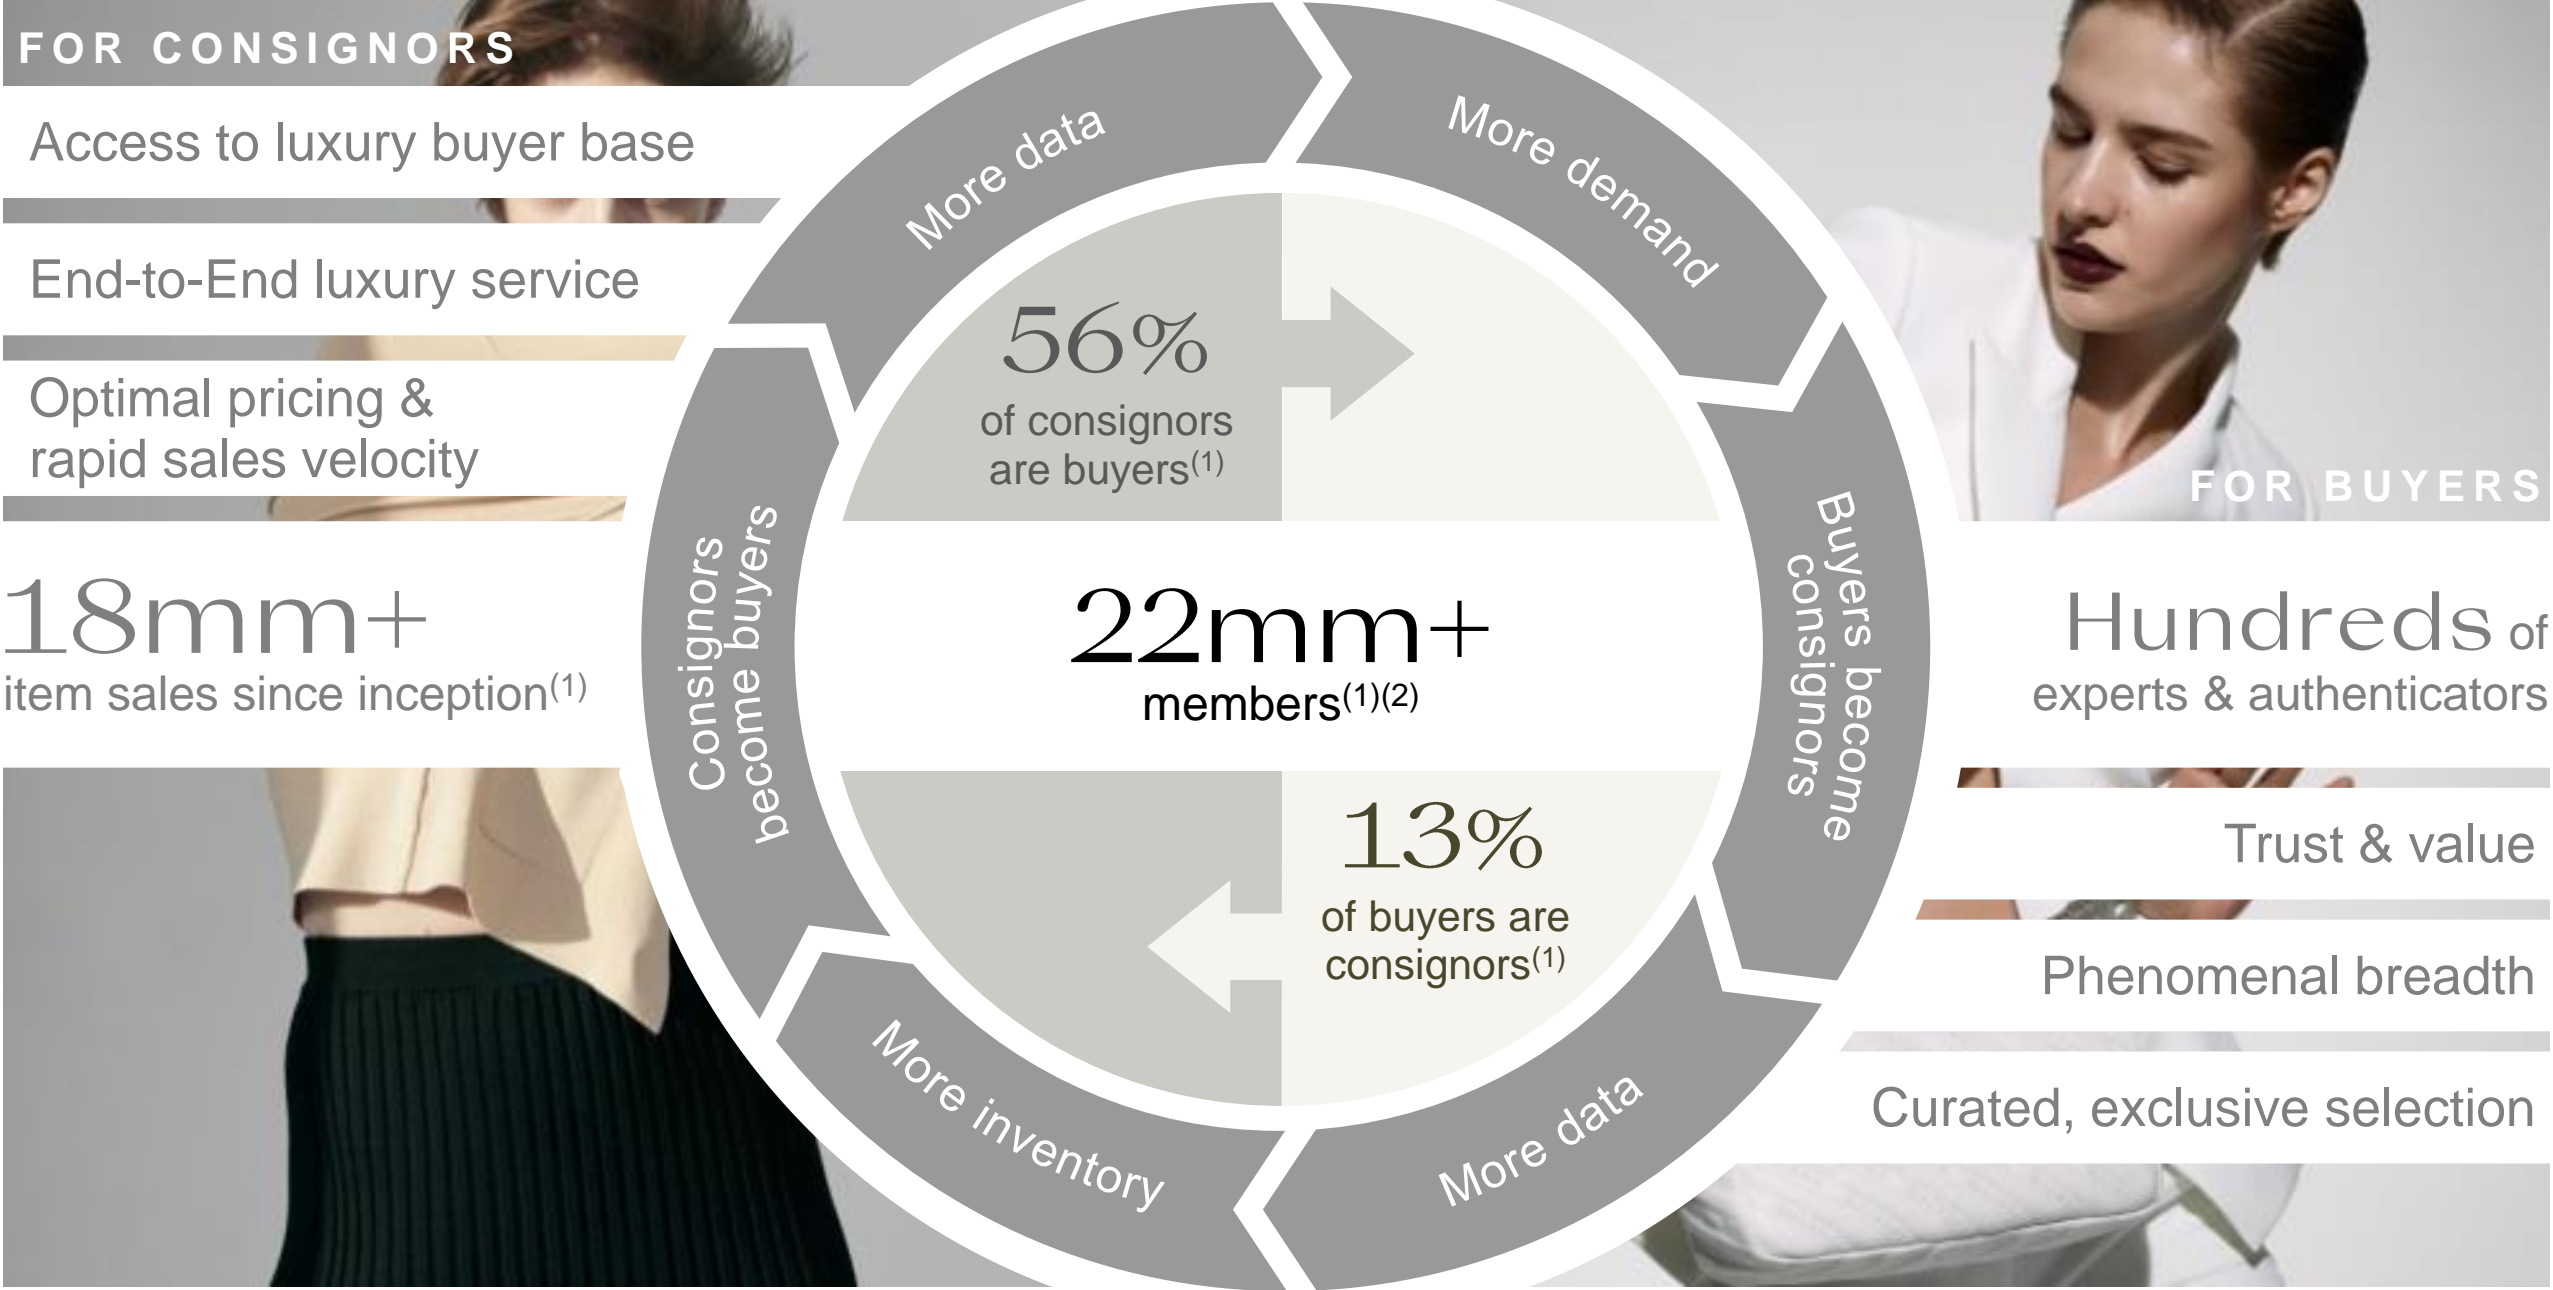 FOR CONSIGNORS
Access to luxury buyer base
End-to-End luxury service
Optimal pricing &
rapid sales velocity
18mm+
item sales since inception(1)
More data
More demand
Buyers become
consignors
More data
More inventory
Consignors
become buyers
56%
of consignors
are buyers(1)
22mm+
members(1)(2)
13%
of buyers are
consignors(1)
FOR BUYERS
Hundreds of
experts & authenticators
Trust & value
Phenomenal breadth
Curated, exclusive selection